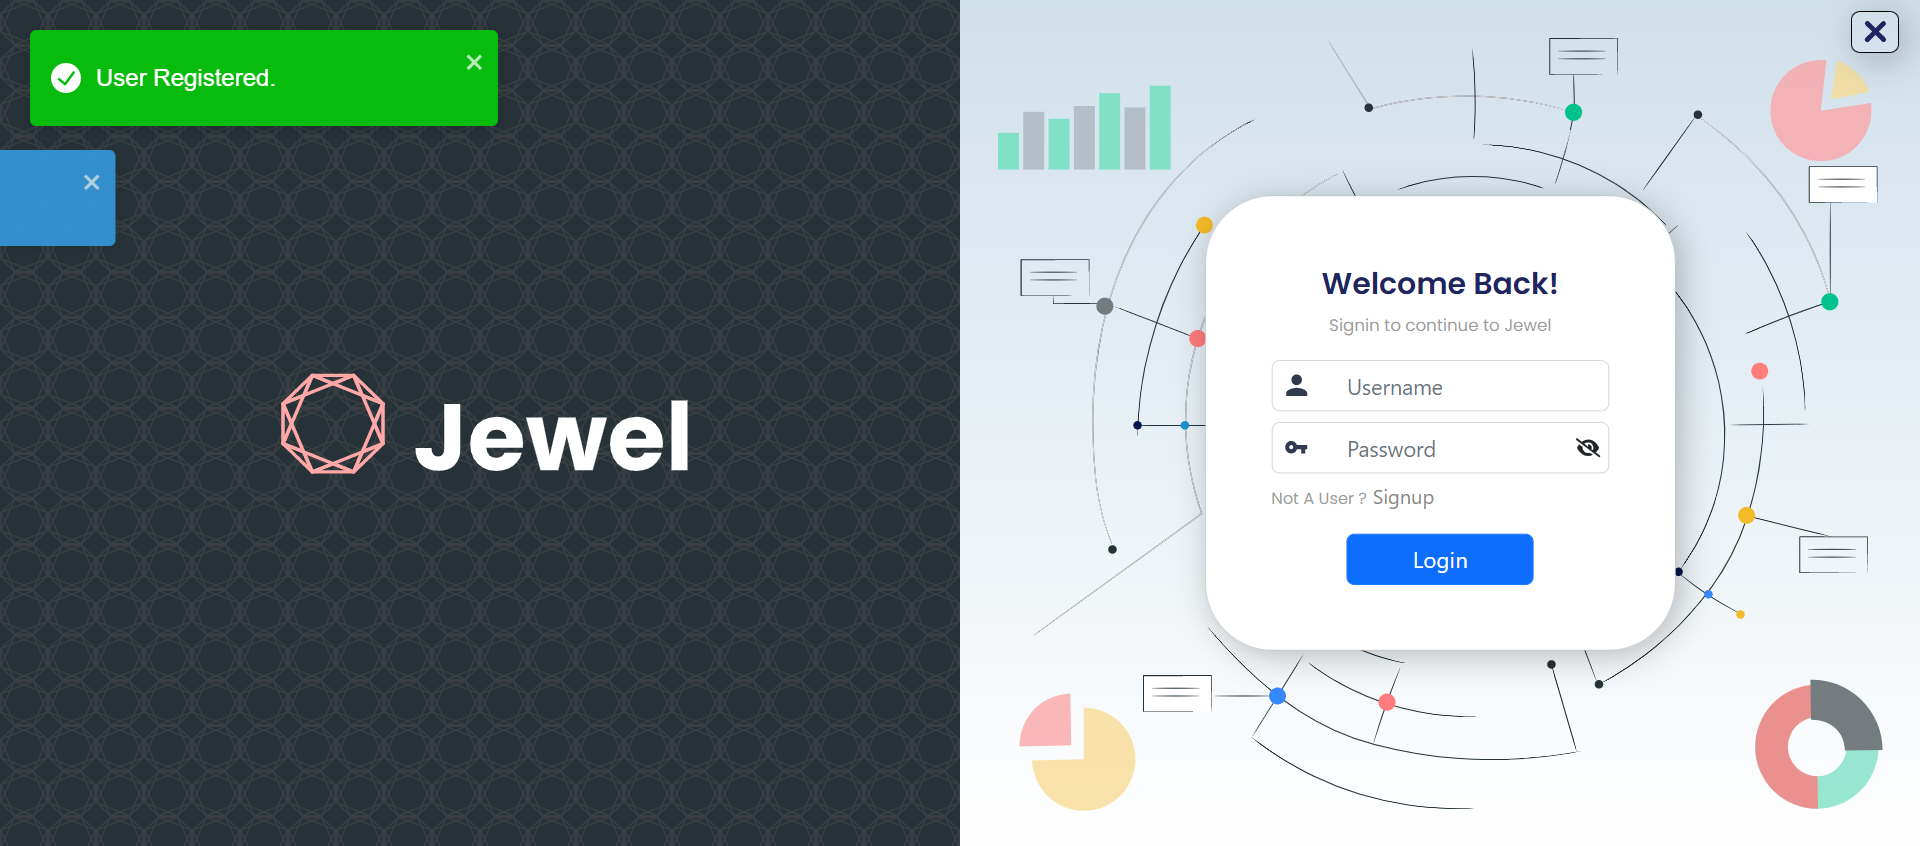 User Registered.
Jewel
Welcome Back!
Signin to continue to Jewel
Username
Password
Not A User ? Signup
Login